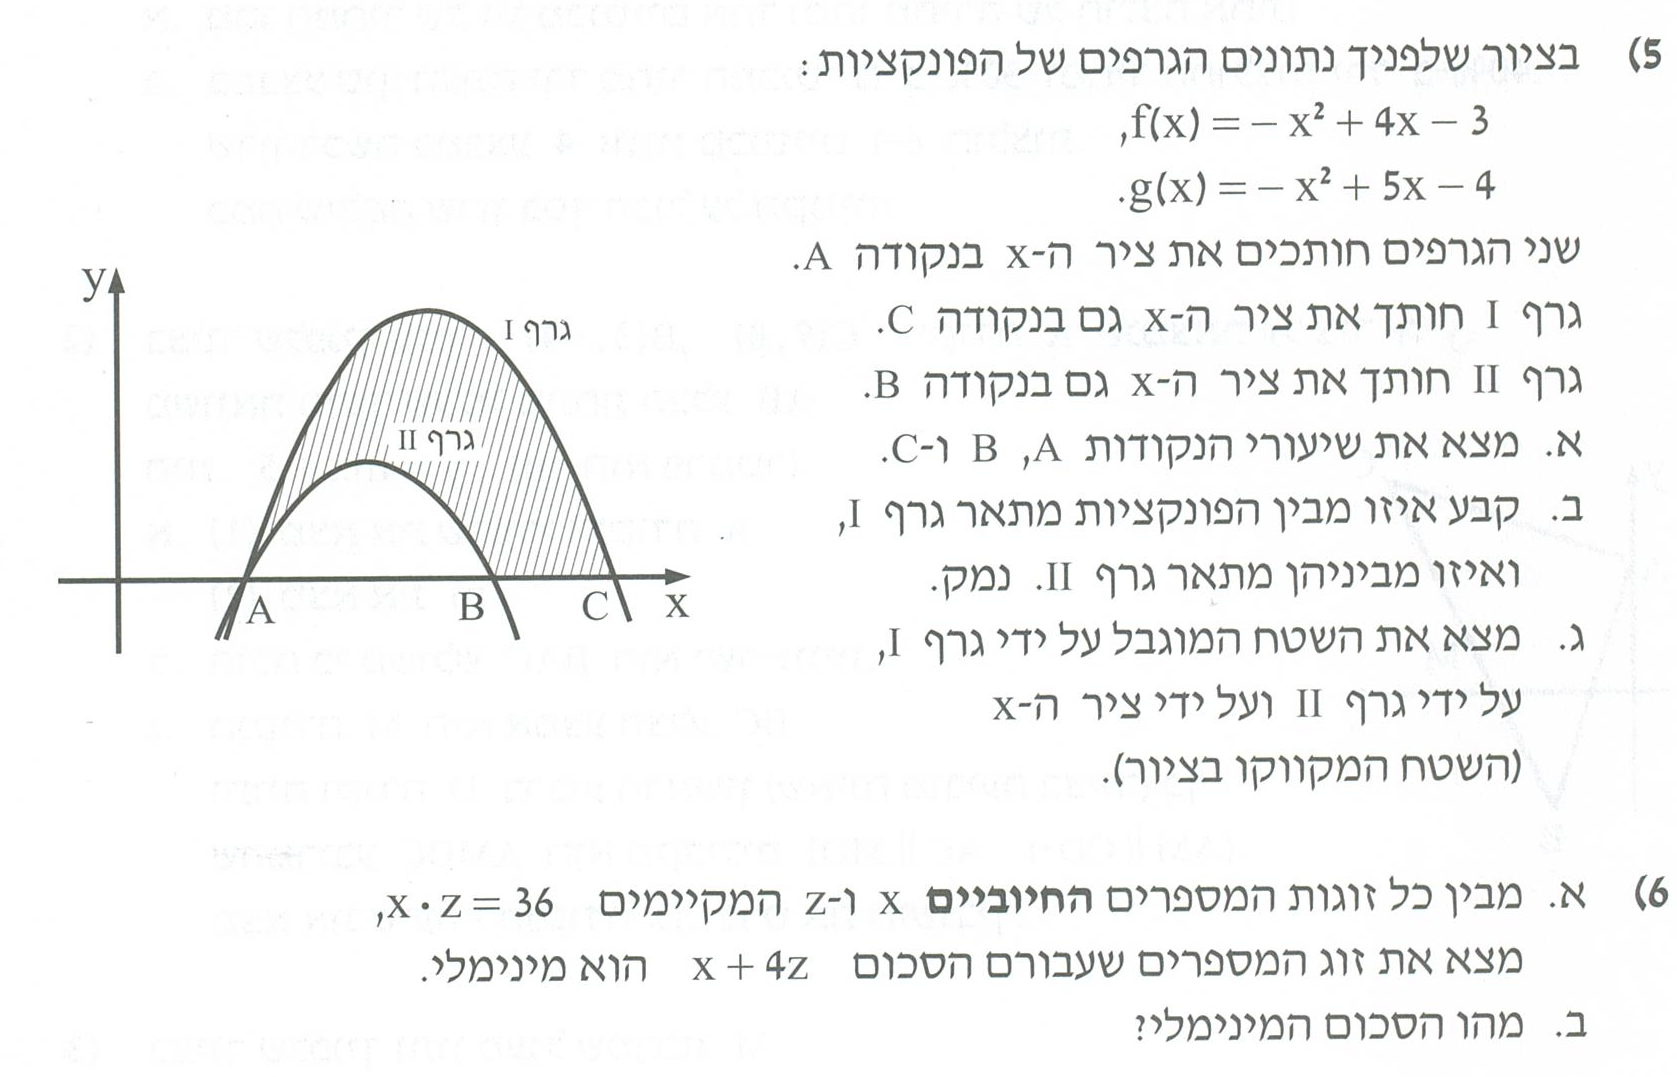 5) בציור שלפניך נתונים הגרפים של הפונקציות:
f(x) = – x² + 4x – 3,
g(x) = – x² + 5x – 4.
שני הגרפים חותכים את ציר ה-x בנקודה A.
גרף I חותך את ציר ה-x גם בנקודה C.
גרף II חותך את ציר ה-x גם בנקודה B.
א. מצא את שיעורי הנקודות A, B ו-C.
ב. קבע איזו מבין הפונקציות מתאר גרף I,
ואיזו מביניהן מתאר גרף II. נמק.
ג. מצא את השטח המוגבל על ידי גרף I,
על ידי גרף II ועל ידי ציר ה-x
(השטח המקווקו בציור).
y
גרף I
גרף II
A B C x
6) א. מבין כל זוגות המספרים החיוביים x ו-z המקיימים x · z = 36,
מצא את זוג המספרים שעבורם הסכום x + 4z הוא מינימלי.
ב. מהו הסכום המינימלי?